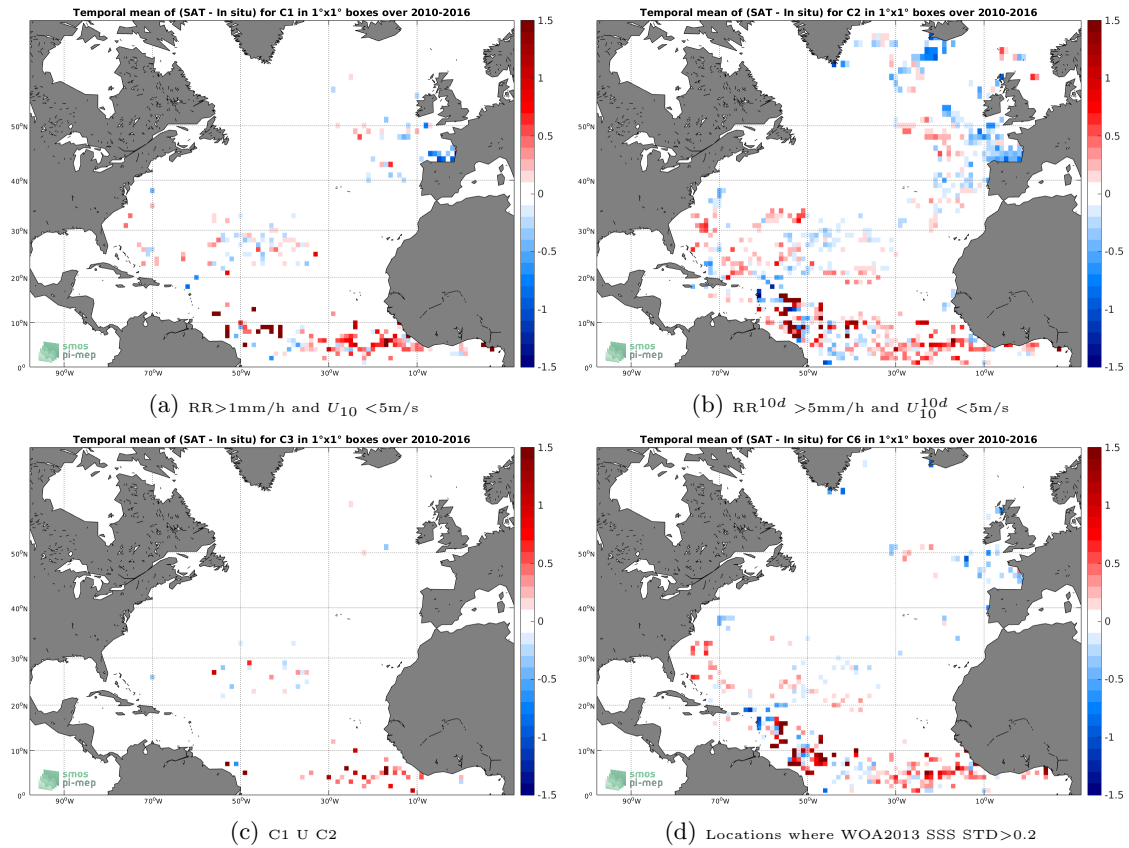 Temporal mean of (SAT - In situ) for C1 in 1°x1° boxes over 2010-2016
1.5
1
0.5
0
-0.5
-1
-1.5
50°N
40°N
30°N
20°N
10°N
0°
90°W
70°W
50°W
30°W
10°W
smos
pi-mep
(a) RR>1mm/h and U10 <5m/s
Temporal mean of (SAT - In situ) for C2 in 1°x1° boxes over 2010-2016
1.5
1
0.5
0
-0.5
-1
-1.5
50°N
40°N
30°N
20°N
10°N
0°
90°W
70°W
50°W
30°W
10°W
smos
pi-mep
(b) RR10d >5mm/h and U10d10 <5m/s
Temporal mean of (SAT - In situ) for C3 in 1°x1° boxes over 2010-2016
1.5
1
0.5
0
-0.5
-1
-1.5
50°N
40°N
30°N
20°N
10°N
0°
90°W
70°W
50°W
30°W
10°W
smos
pi-mep
(c) C1 U C2
Temporal mean of (SAT - In situ) for C6 in 1°x1° boxes over 2010-2016
1.5
1
0.5
0
-0.5
-1
-1.5
50°N
40°N
30°N
20°N
10°N
0°
90°W
70°W
50°W
30°W
10°W
smos
pi-mep
(d) Locations where WOA2013 SSS STD>0.2